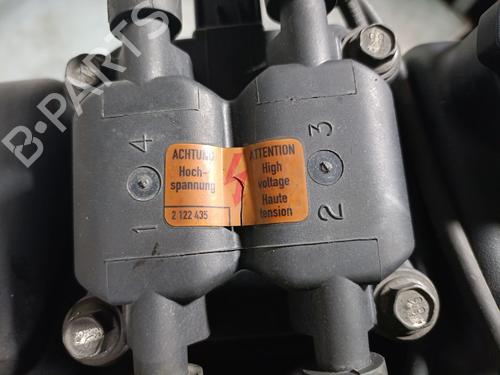 B-PARTS
4 3
ACHTUNG
Hoch-
spannung
2 122 435
ATTENTION
High
voltage
Haute
tension
1 2